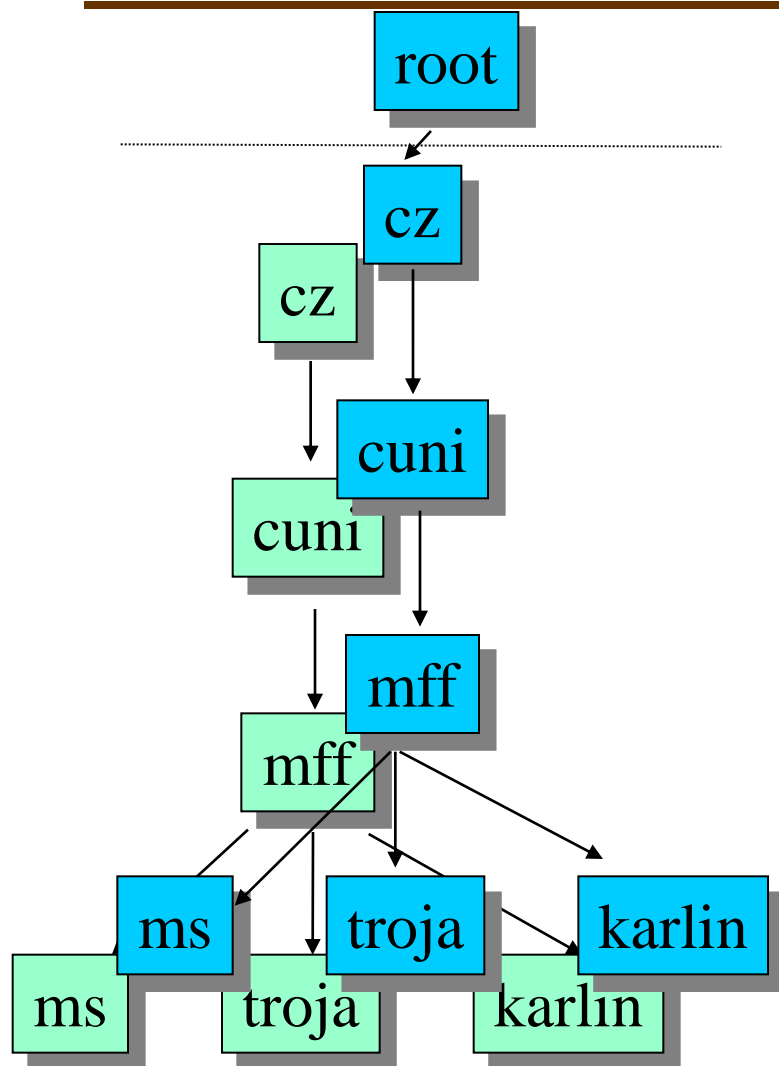 root
cz
cz
cuni
cuni
mff
mff
ms
troja
karlin
ms
troja
karlin